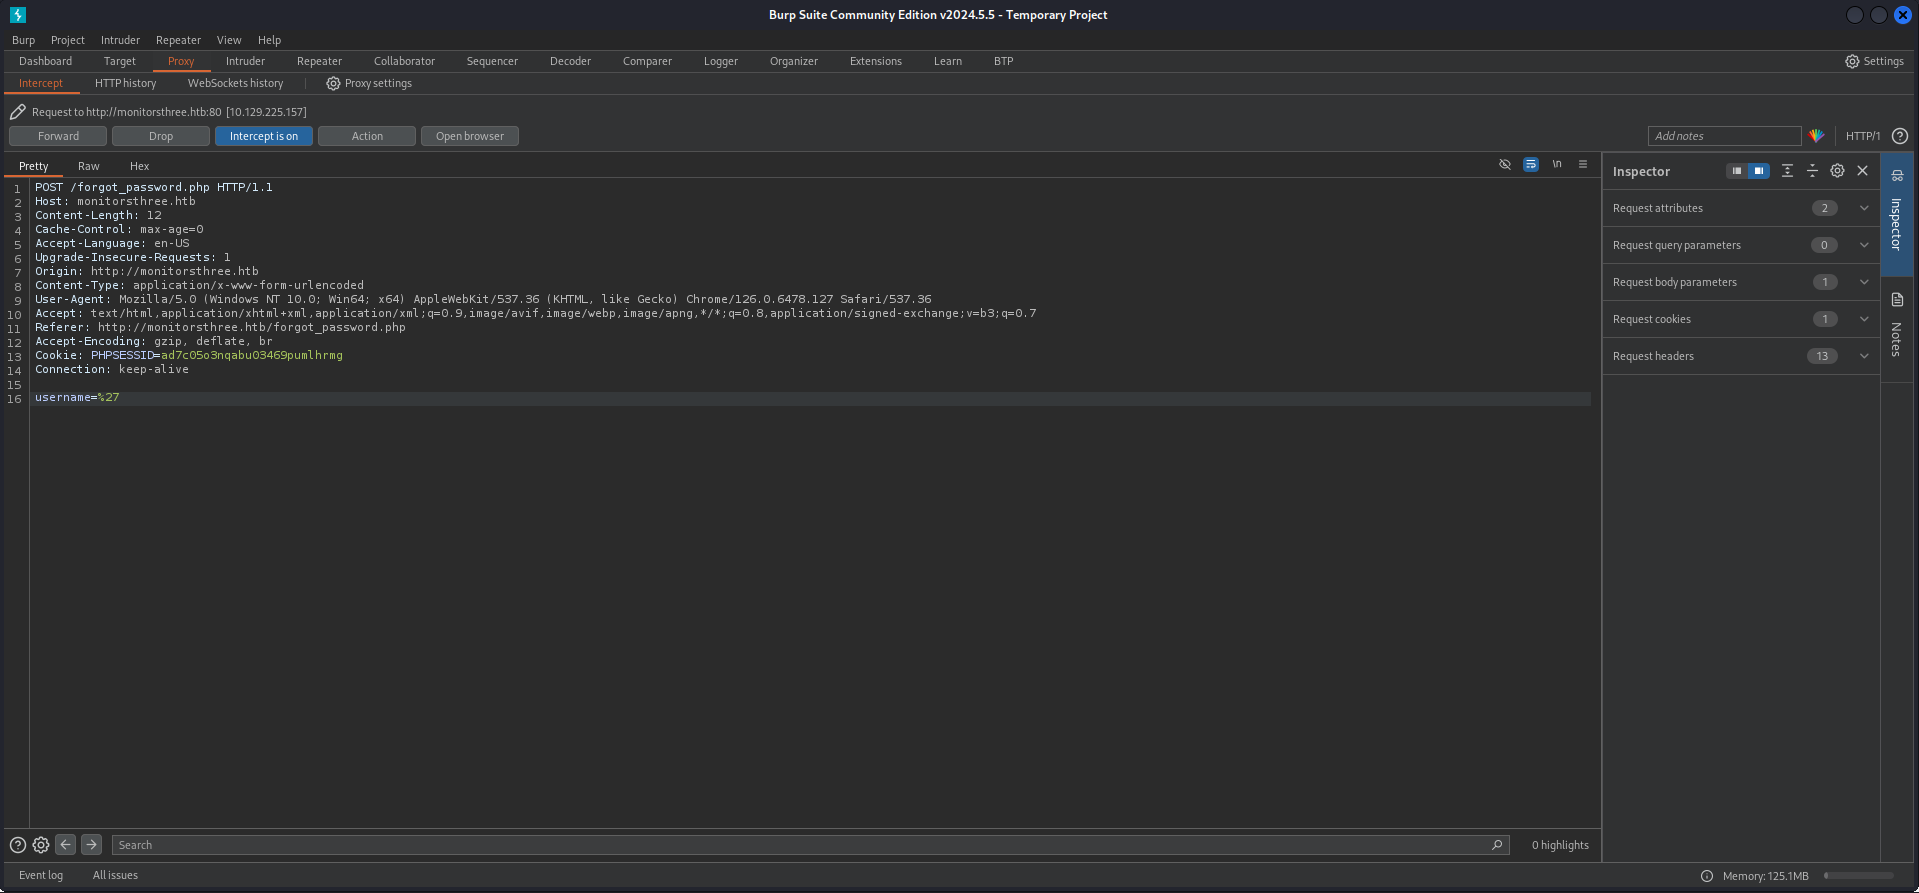 Burp Suite Community Edition v2024.5.5 - Temporary Project
Burp Project Intruder Repeater View Help
Dashboard Target Proxy Intruder Repeater Collaborator Sequencer Decoder Comparer Logger Organizer Extensions Learn BTP Settings
Intercept HTTP history WebSockets history Proxy settings
Request to http://monitorsthree.htb:80 [10.129.225.157]
Forward Drop Intercept is on Action Open browser Add notes HTTP/1 ?
Pretty Raw Hex \n
Inspector
1 POST /forgot_password.php HTTP/1.1
2 Host: monitorsthree.htb
3 Content-Length: 12
4 Cache-Control: max-age=0
5 Accept-Language: en-US
6 Upgrade-Insecure-Requests: 1
7 Origin: http://monitorsthree.htb
8 Content-Type: application/x-www-form-urlencoded
9 User-Agent: Mozilla/5.0 (Windows NT 10.0; Win64; x64) AppleWebKit/537.36 (KHTML, like Gecko) Chrome/126.0.6478.127 Safari/537.36
10 Accept: text/html,application/xhtml+xml,application/xml;q=0.9,image/avif,image/webp,image/apng,*/*;q=0.8,application/signed-exchange;v=b3;q=0.7
11 Referer: http://monitorsthree.htb/forgot_password.php
12 Accept-Encoding: gzip, deflate, br
13 Cookie: PHPSESSID=ad7c05o3nqabu03469pumlhrmg
14 Connection: keep-alive
15
16 username=%27
Request attributes 2
Request query parameters 0
Request body parameters 1
Request cookies 1
Request headers 13
Inspector
Notes
? Search 0 highlights
Event log All issues Memory: 125.1MB